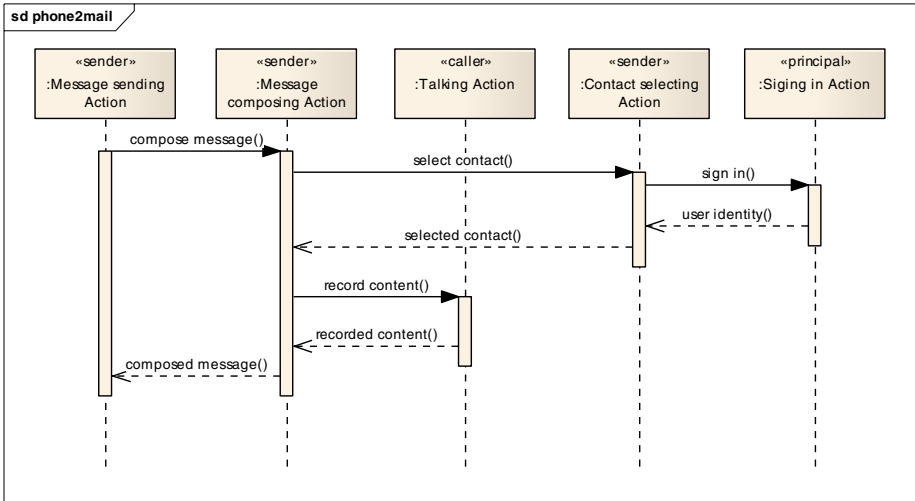 sd phone2mail
«sender»
:Message sending
Action
«sender»
:Message
composing Action
«caller»
:Talking Action
«sender»
:Contact selecting
Action
«principal»
:Siging in Action
compose message()
select contact()
sign in()
user identity()
selected contact()
record content()
recorded content()
composed message()